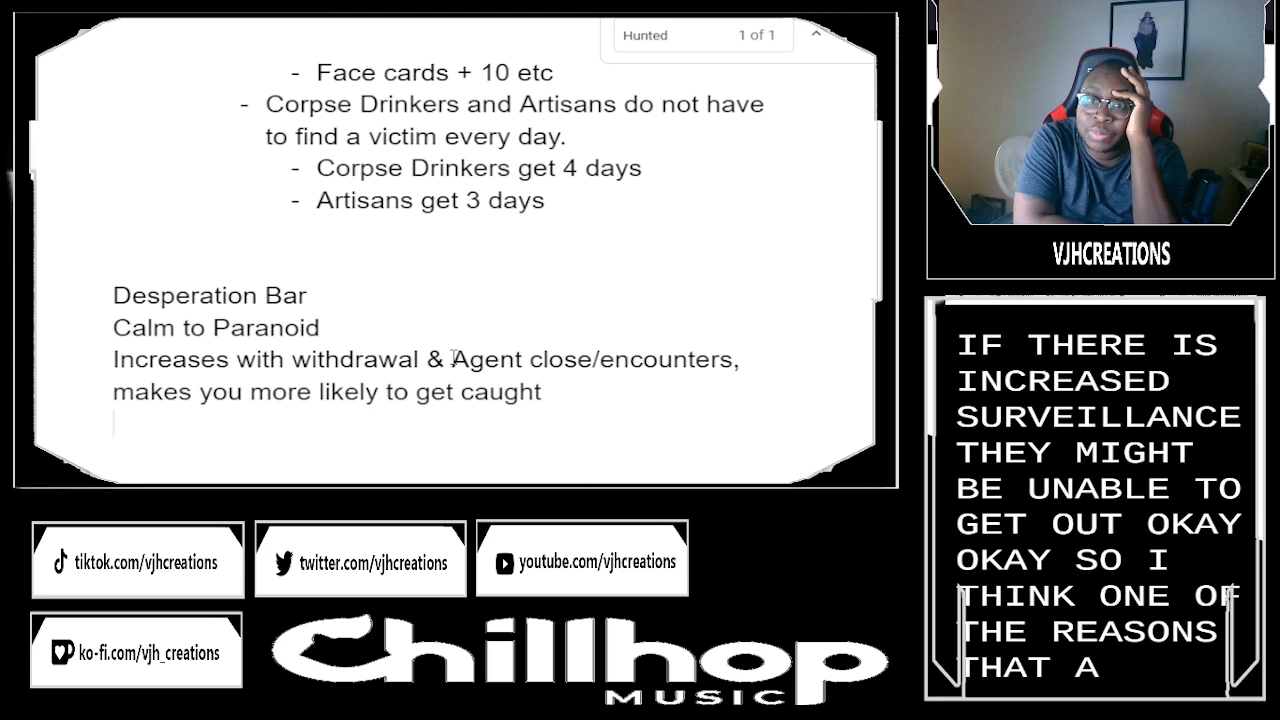 Hunted 1 of 1
- Face cards + 10 etc
- Corpse Drinkers and Artisans do not have
to find a victim every day.
- Corpse Drinkers get 4 days
- Artisans get 3 days
Desperation Bar
Calm to Paranoid
Increases with withdrawal & Agent close/encounters,
makes you more likely to get caught
VJHCREATIONS
IF THERE IS
INCREASED
SURVEILLANCE
THEY MIGHT
BE UNABLE TO
GET OUT OKAY
OKAY SO I
THINK ONE OF
THE REASONS
THAT A
tiktok.com/vjhcreations
twitter.com/vjhcreations
youtube.com/vjhcreations
ko-fi.com/vjh_creations
Chillhop
MUSIC